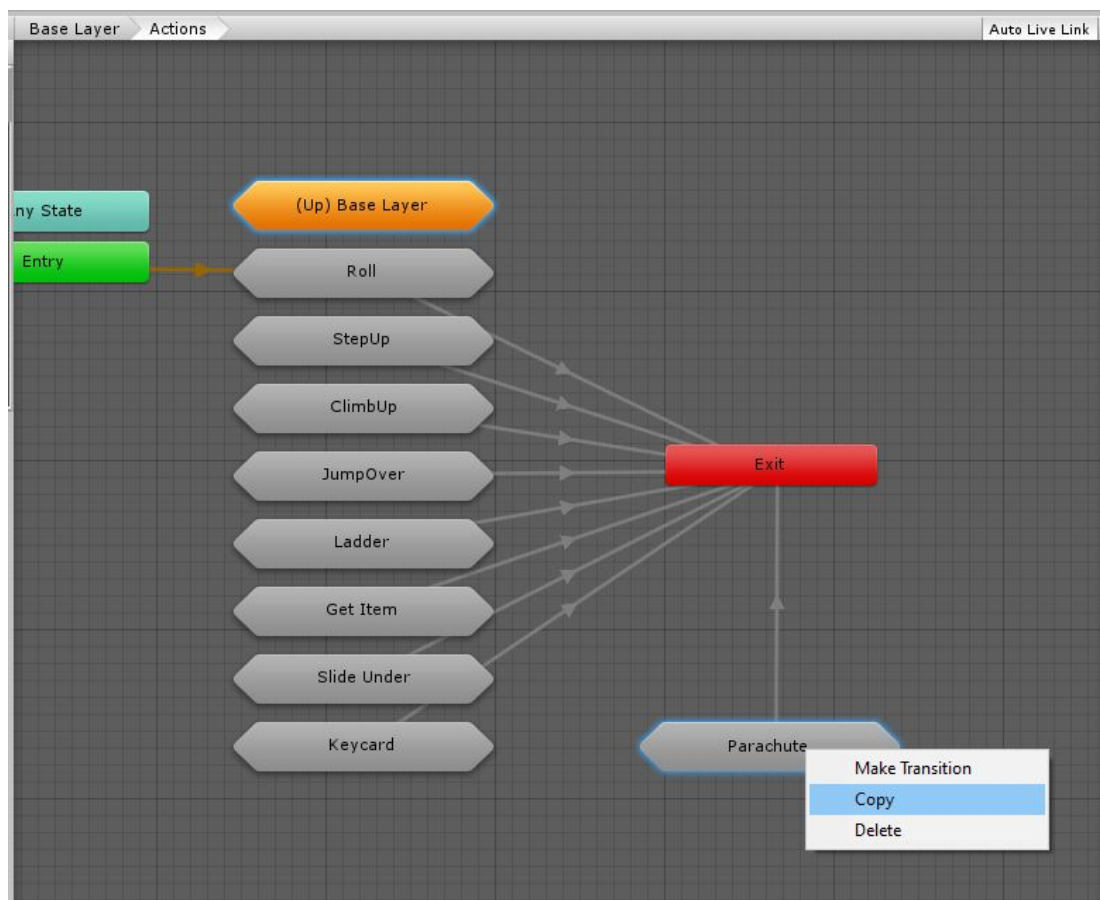 Base Layer Actions Auto Live Link
ny State
(Up) Base Layer
Entry
Roll
StepUp
ClimbUp
JumpOver
Exit
Ladder
Get Item
Slide Under
Keycard
Parachute
Make Transition
Copy
Delete